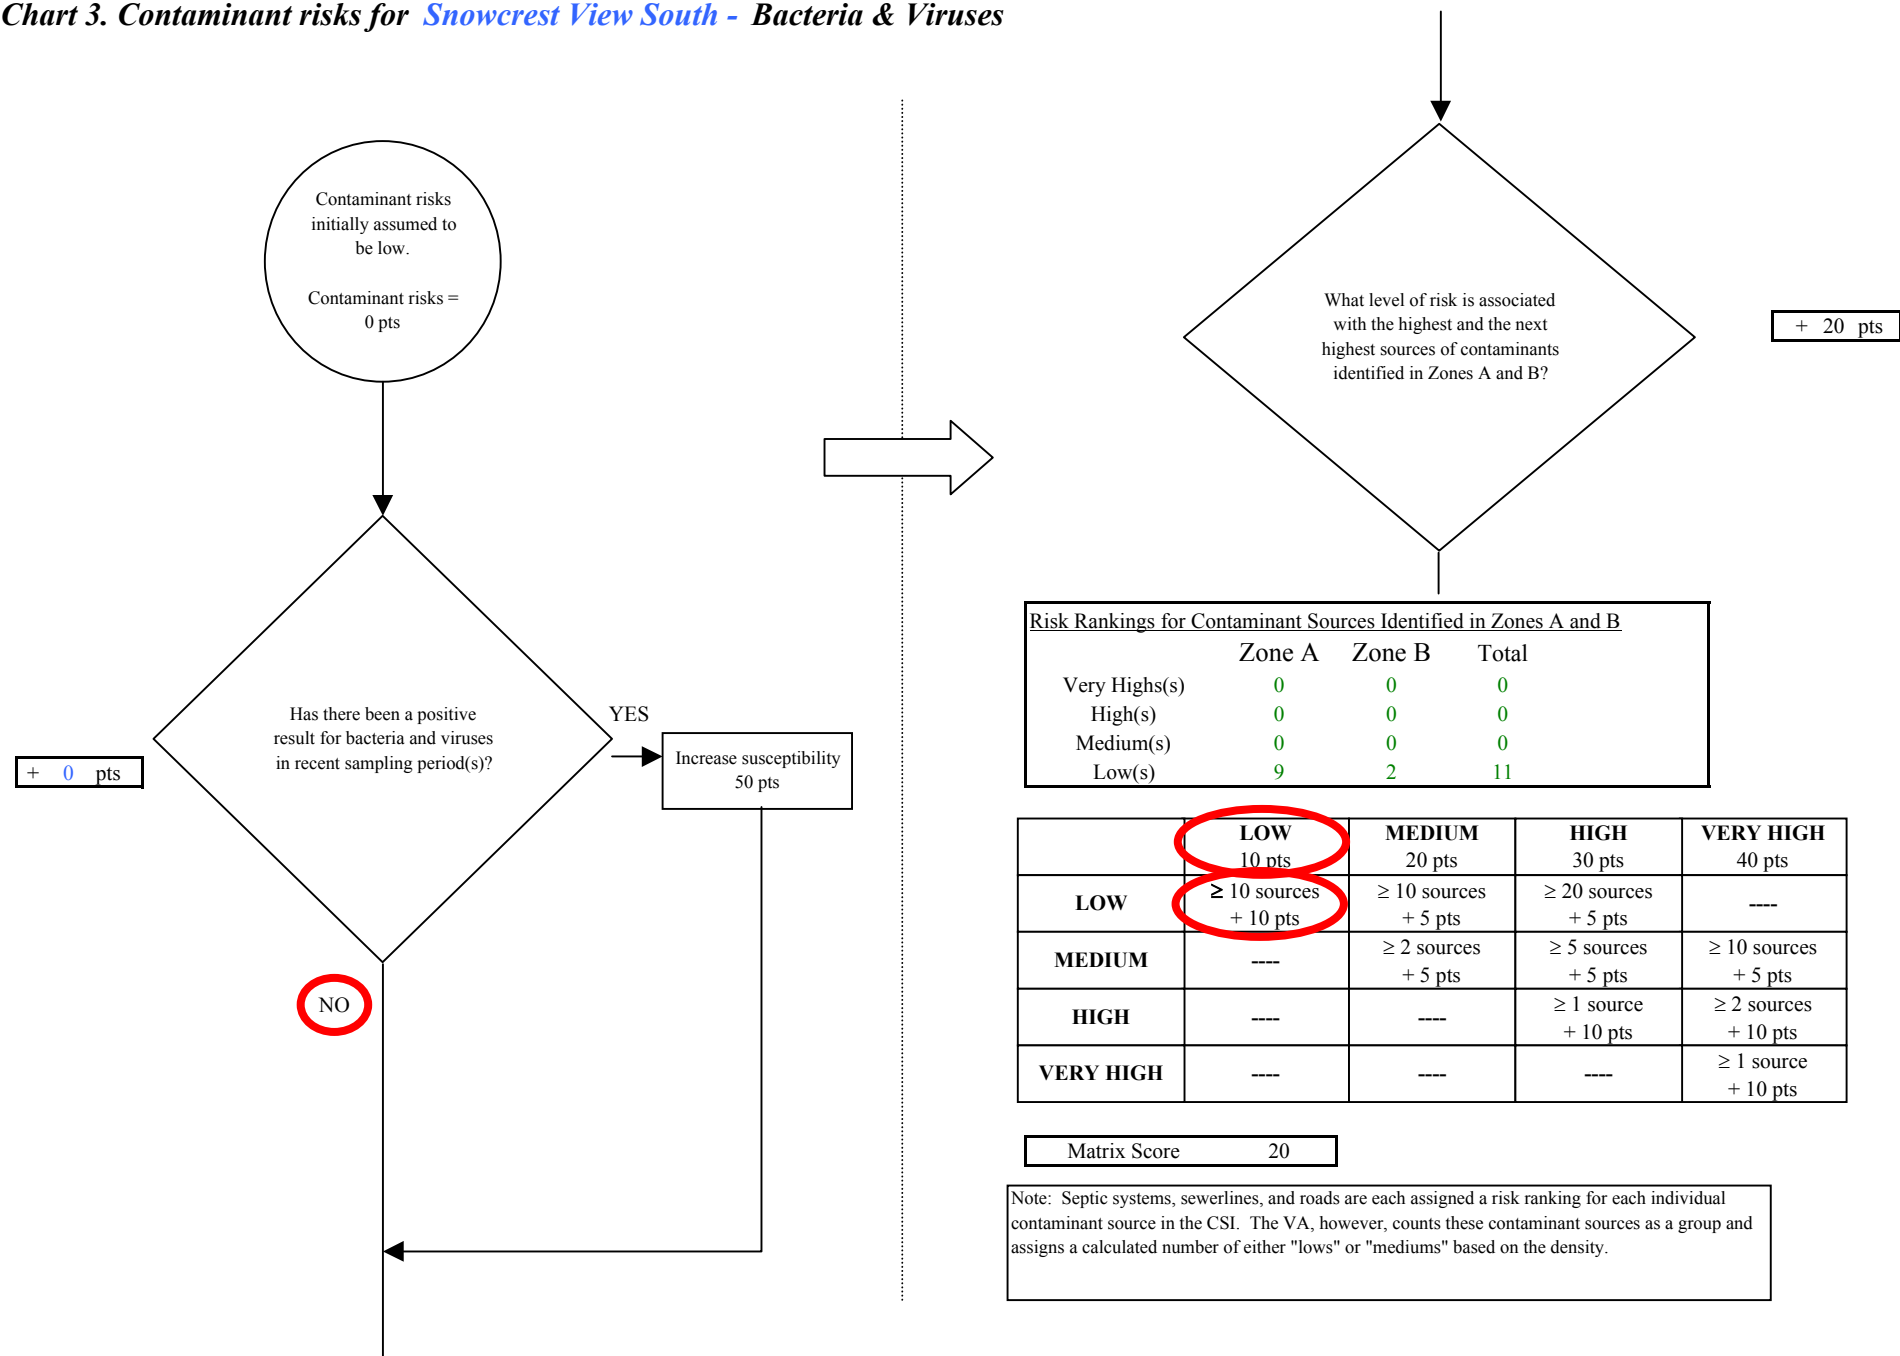 Chart 3. Contaminant risks for Snowcrest View South - Bacteria & Viruses
Contaminant risks
initially assumed to
be low.
Contaminant risks =
0 pts
Has there been a positive
result for bacteria and viruses
in recent sampling period(s)?
+ 0 pts
YES
Increase susceptibility
50 pts
NO
What level of risk is associated
with the highest and the next
highest sources of contaminants
identified in Zones A and B?
+ 20 pts
Risk Rankings for Contaminant Sources Identified in Zones A and B
Zone A Zone B Total
Very Highs(s) 0 0 0
High(s) 0 0 0
Medium(s) 0 0 0
Low(s) 9 2 11
LOW MEDIUM HIGH VERY HIGH
10 pts 20 pts 30 pts 40 pts
LOW ≥ 10 sources ≥ 10 sources ≥ 20 sources ----
+ 10 pts + 5 pts + 5 pts
MEDIUM ---- ≥ 2 sources ≥ 5 sources ≥ 10 sources
+ 5 pts + 5 pts + 5 pts
HIGH ---- ---- ≥ 1 source ≥ 2 sources
+ 10 pts + 10 pts
VERY HIGH ---- ---- ---- ≥ 1 source
+ 10 pts
Matrix Score 20
Note: Septic systems, sewerlines, and roads are each assigned a risk ranking for each individual
contaminant source in the CSI. The VA, however, counts these contaminant sources as a group and
assigns a calculated number of either "lows" or "mediums" based on the density.